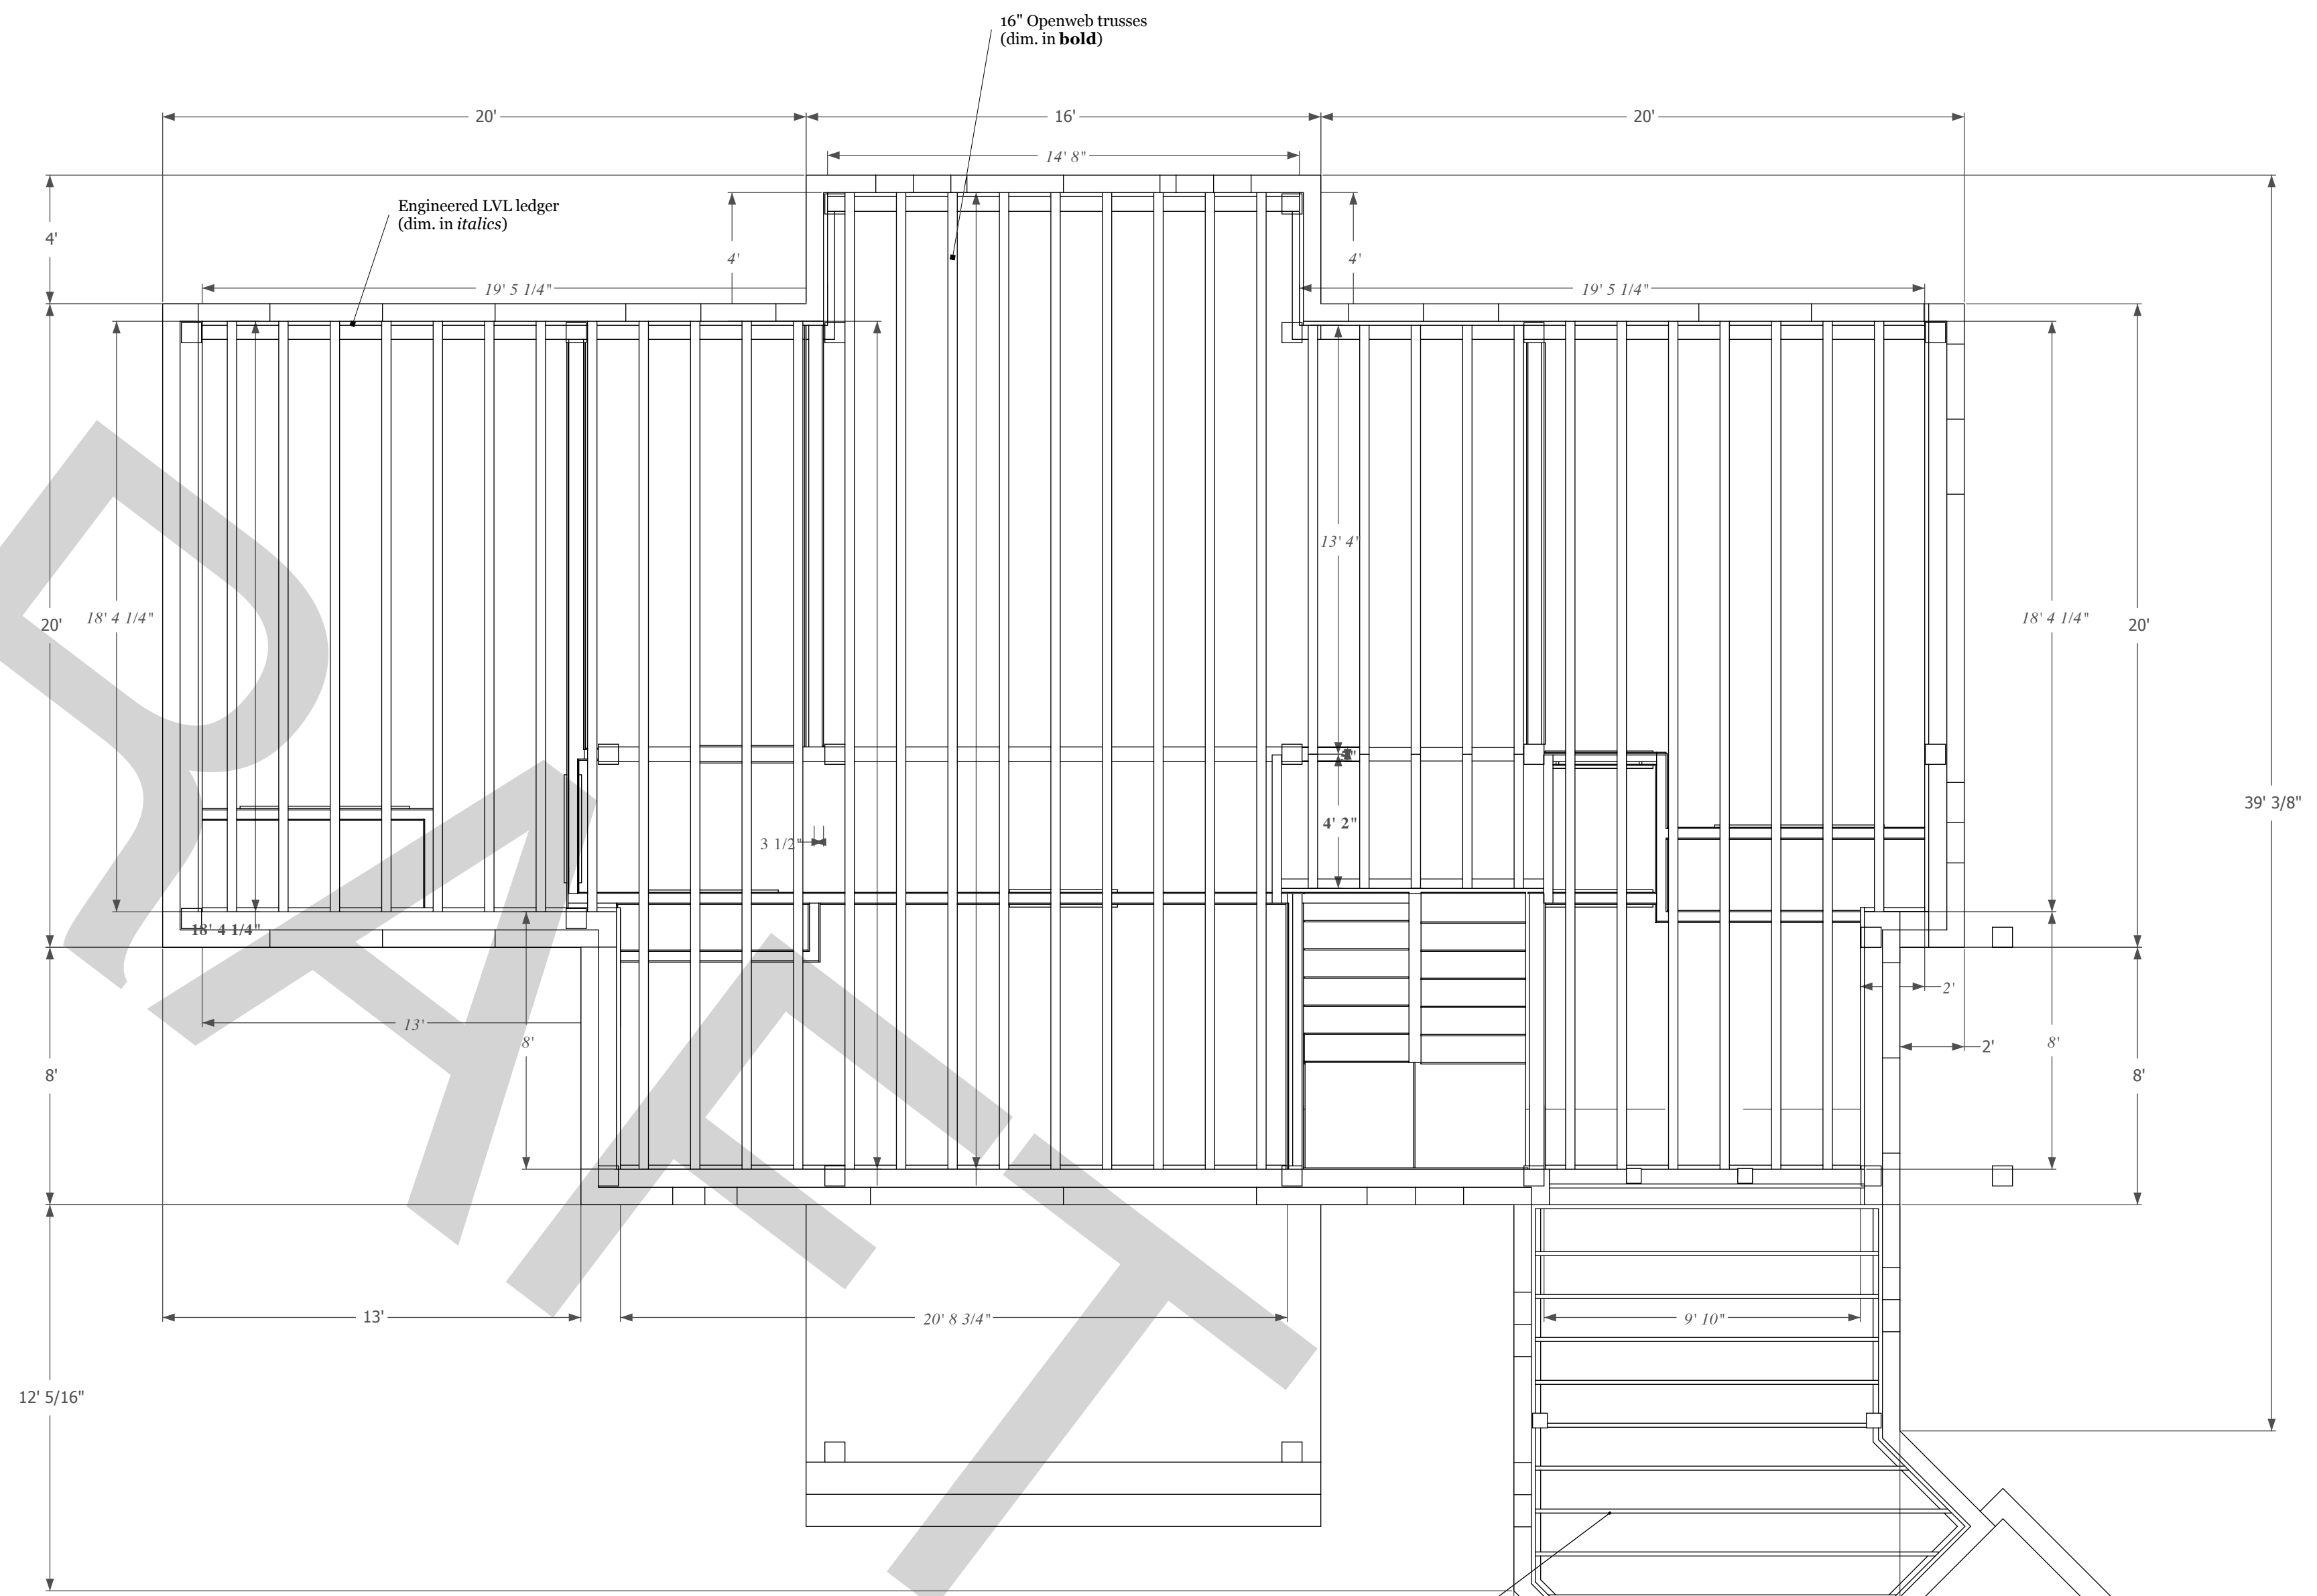 16" Openweb trusses
(dim. in bold)
20'
16'
20'
14' 8"
Engineered LVL ledger
(dim. in italics)
4'
4'
4'
19' 5 1/4"
19' 5 1/4"
13' 4"
20'
18' 4 1/4"
18' 4 1/4"
20'
39' 3/8"
4' 2"
3 1/2"
18' 4 1/4"
2'
13'
8'
8'
2'
8'
8'
13'
20' 8 3/4"
9' 10"
12' 5/16"
RAFT